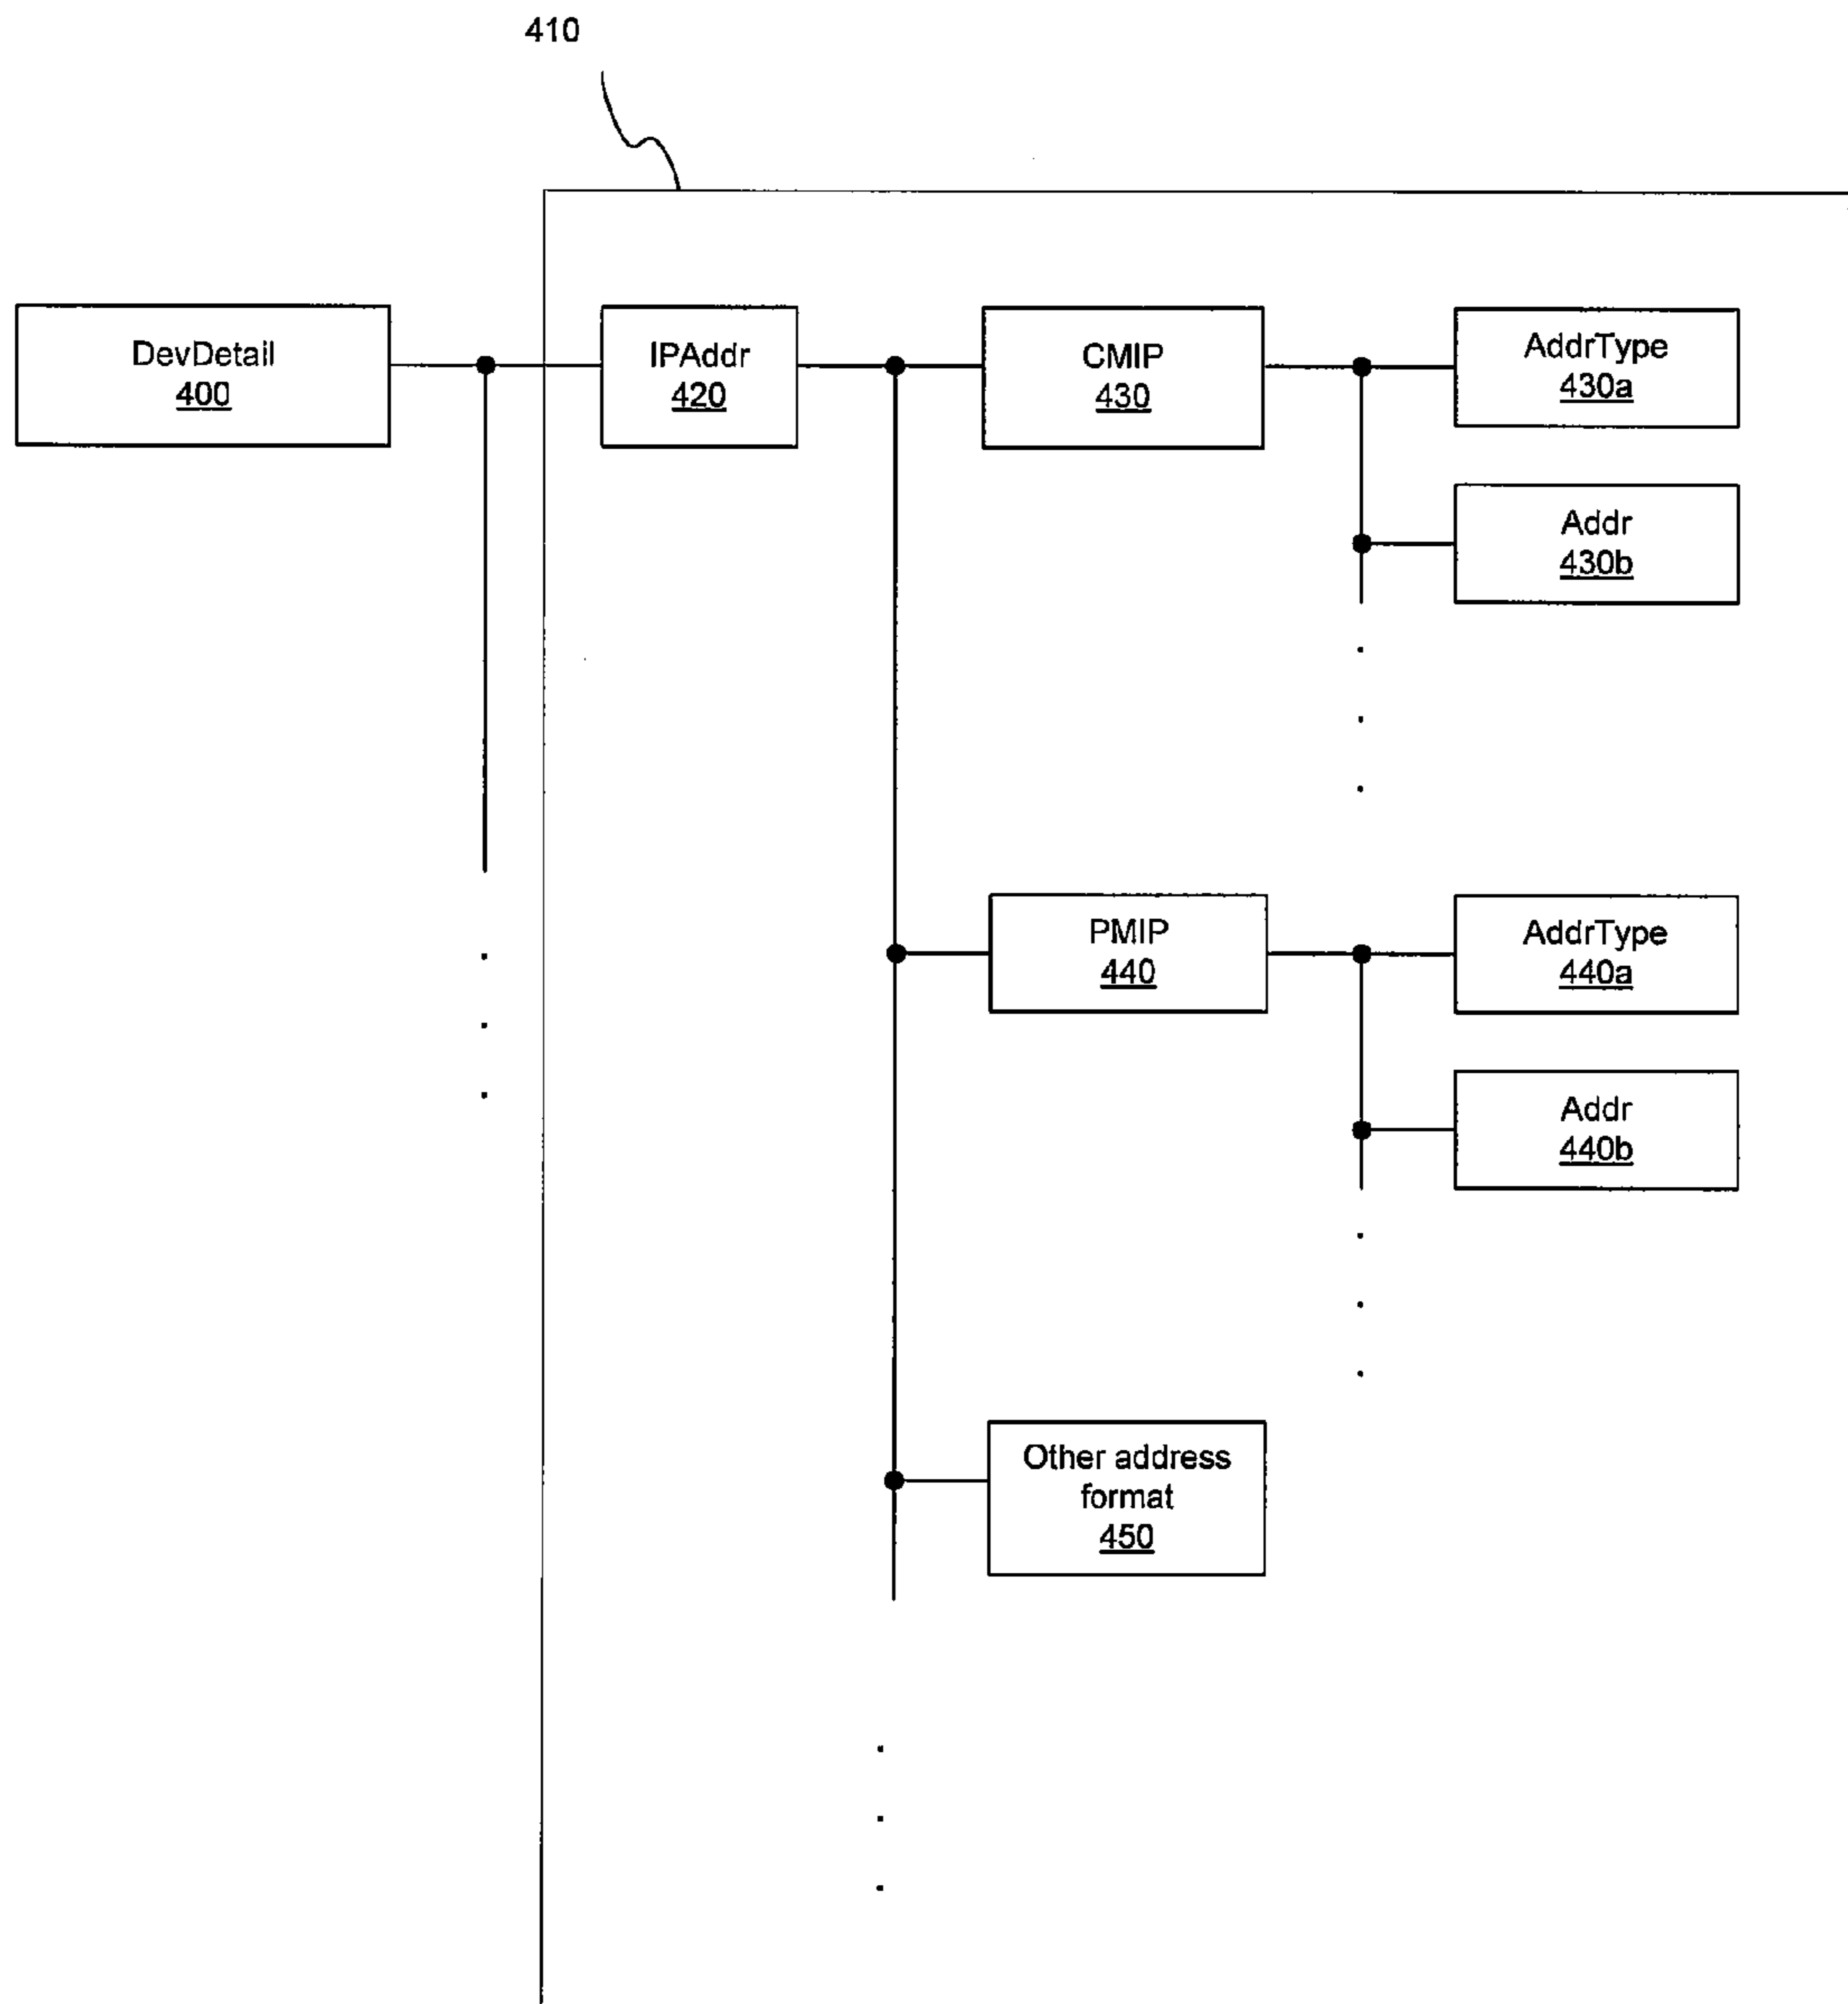 410
DevDetail
400
IPAddr
420
CMIP
430
AddrType
430a
Addr
430b
PMIP
440
AddrType
440a
Addr
440b
Other address
format
450